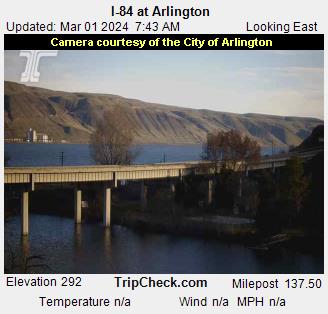 I-84 at Arlington
Updated: Mar 01 2024 7:43 AM Looking East
Camera courtesy of the City of Arlington
Elevation 292 TripCheck.com Milepost 137.50
Temperature n/a Wind n/a MPH n/a